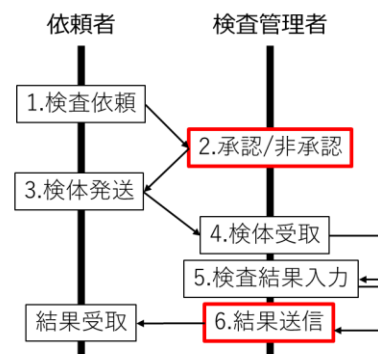 依頼者
検査管理者
1.検査依頼
2.承認/非承認
3.検体発送
4.検体受取
5.検査結果入力
結果受取
6.結果送信